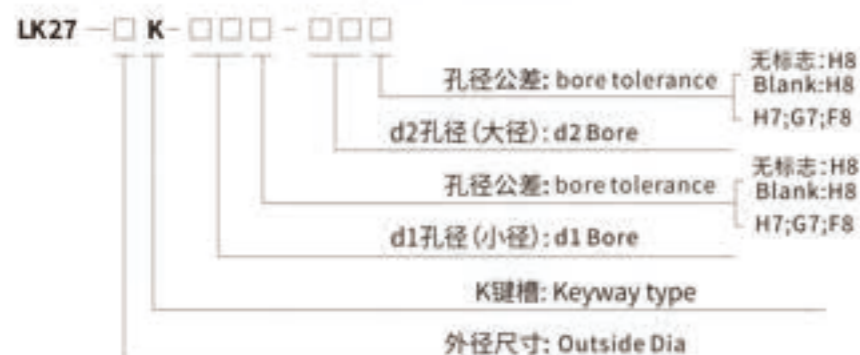 LK27 —□ K- □□□ - □□□
孔径公差: bore tolerance
无标志:H8
Blank:H8
H7;G7;F8
d2孔径(大径): d2 Bore
孔径公差: bore tolerance
无标志:H8
Blank:H8
H7;G7;F8
d1孔径(小径): d1 Bore
K键槽: Keyway type
外径尺寸: Outside Dia